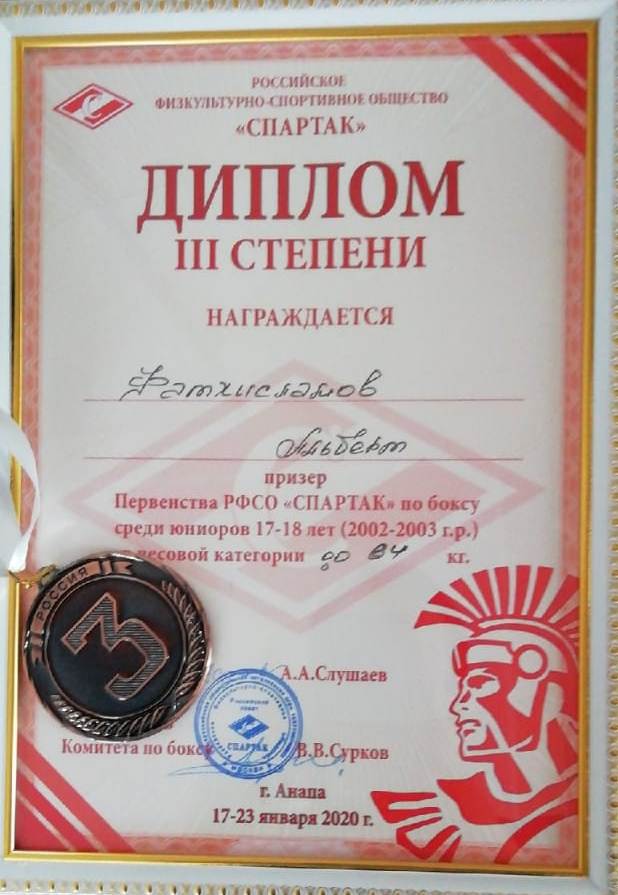 РОССИЙСКОЕ
ФИЗКУЛЬТУРНО-СПОРТИВНОЕ ОБЩЕСТВО
«СПАРТАК»
ДИПЛОМ
III СТЕПЕНИ
НАГРАЖДАЕТСЯ
Фатхисламов
Альберт
призер
Первенства РФСО «СПАРТАК» по боксу
среди юниоров 17-18 лет (2002-2003 г.р.)
весовой категории до 64 кг.
РОССИЯ
3
А.А.Слушаев
СПАРТАК
Комитета по боксу В.В.Сурков
г. Анапа
17-23 января 2020 г.